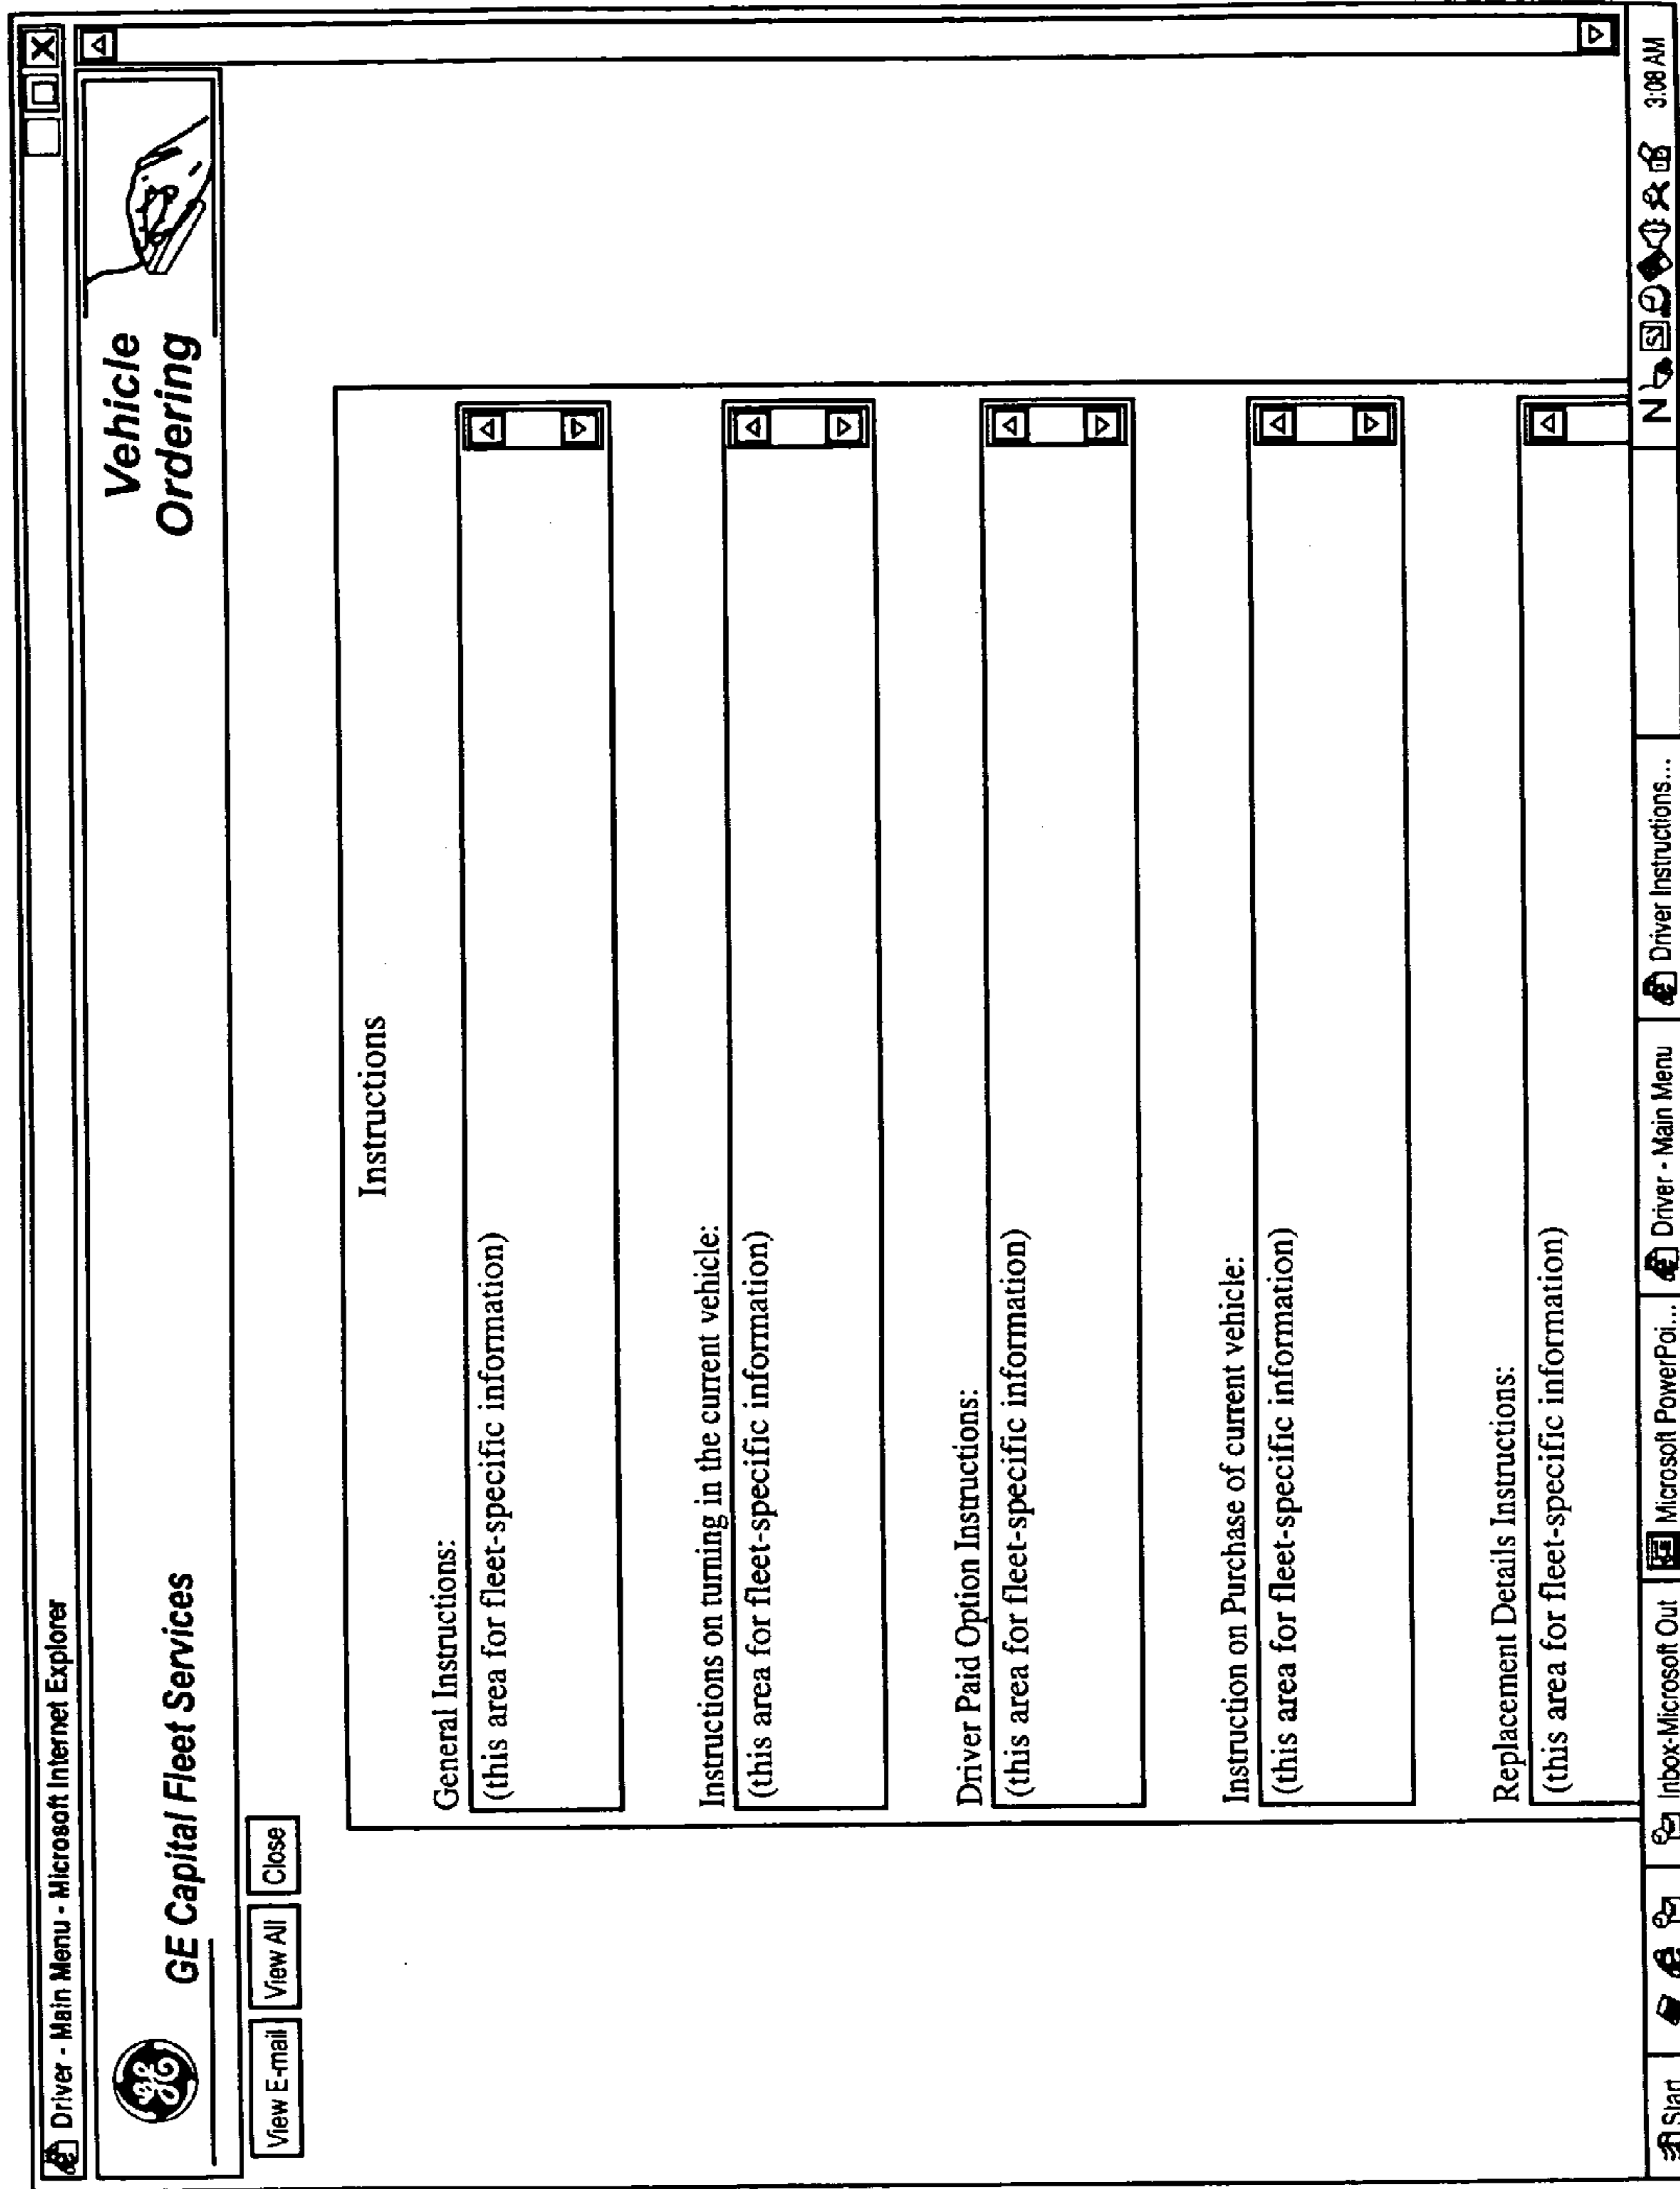 Driver - Main Menu - Microsoft Internet Explorer
GE Capital Fleet Services
Vehicle
Ordering
View E-mail View All Close
Instructions
General Instructions:
(this area for fleet-specific information)
Instructions on turning in the current vehicle:
(this area for fleet-specific information)
Driver Paid Option Instructions:
(this area for fleet-specific information)
Instruction on Purchase of current vehicle:
(this area for fleet-specific information)
Replacement Details Instructions:
(this area for fleet-specific information)
Start Inbox-Microsoft Out Microsoft PowerPoi... Driver - Main Menu Driver Instructions... N 3:08 AM